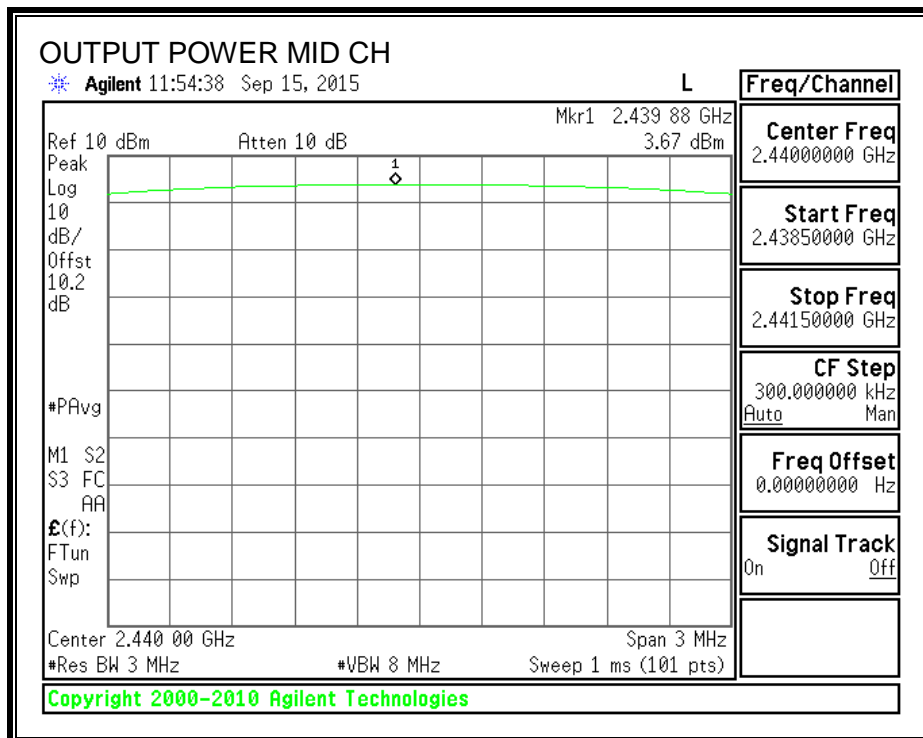 OUTPUT POWER MID CH
Agilent 11:54:38 Sep 15, 2015 L
Mkr1 2.439 88 GHz
Ref 10 dBm Atten 10 dB 3.67 dBm
Peak
Log
10
dB/
Offst
10.2
dB
1
#PAvg
M1 S2
S3 FC
AA
£(f):
FTun
Swp
Center 2.440 00 GHz Span 3 MHz
#Res BW 3 MHz #VBW 8 MHz Sweep 1 ms (101 pts)
Copyright 2000-2010 Agilent Technologies
Freq/Channel
Center Freq
2.44000000 GHz
Start Freq
2.43850000 GHz
Stop Freq
2.44150000 GHz
CF Step
300.000000 kHz
Auto Man
Freq Offset
0.00000000 Hz
Signal Track
On Off